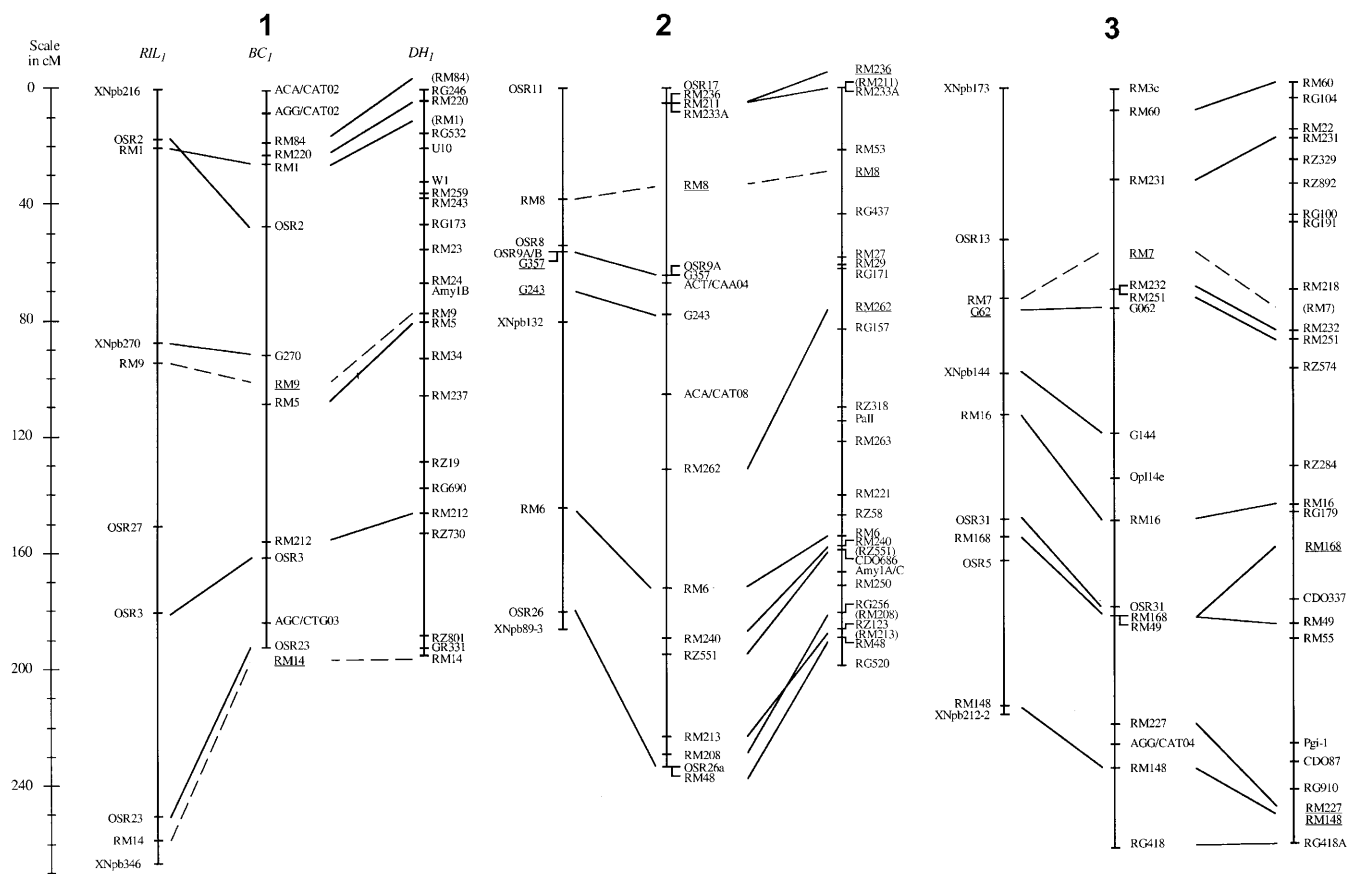 1
2
3
Scale
in cM
RIL1
BC1
DH1
0
40
80
120
160
200
240
XNpb216
OSR2
RM1
XNpb270
RM9
OSR27
OSR3
OSR23
RM14
XNpb346
ACA/CAT02
AGG/CAT02
RM84
RM220
RM1
OSR2
G270
RM9
RM5
RM212
OSR3
AGC/CTG03
OSR23
RM14
(RM84)
RG246
RM220
(RM1)
RG532
U10
W1
RM259
RM243
RG173
RM23
RM24
Amy1B
RM9
RM5
RM34
RM237
RZ19
RG690
RM212
RZ730
RZ801
GR331
RM14
OSR11
RM8
OSR8
OSR9A/B
G357
G243
XNpb132
RM6
OSR26
XNpb89-3
OSR17
RM236
RM211
RM233A
RM8
OSR9A
G357
ACT/CAA04
G243
ACA/CAT08
RM262
RM6
RM240
RZ551
RM213
RM208
OSR26a
RM48
RM236
(RM211)
RM233A
RM53
RM8
RG437
RM27
RM29
RG171
RM262
RG157
RZ318
Pall
RM263
RM221
RZ58
RM6
RM240
(RZ551)
CDO686
Amy1A/C
RM250
RG256
(RM208)
RZ123
(RM213)
RM48
RG520
XNpb173
OSR13
RM7
G62
XNpb144
RM16
OSR31
RM168
OSR5
RM148
XNpb212-2
RM3c
RM60
RM231
RM7
RM232
RM251
G062
G144
Opl14e
RM16
OSR31
RM168
RM49
RM227
AGG/CAT04
RM148
RG418
RM60
RG104
RM22
RM231
RZ329
RZ892
RG100
RG191
RM218
(RM7)
RM232
RM251
RZ574
RZ284
RM16
RG179
RM168
CDO337
RM49
RM55
Pgi-1
CDO87
RG910
RM227
RM148
RG418A